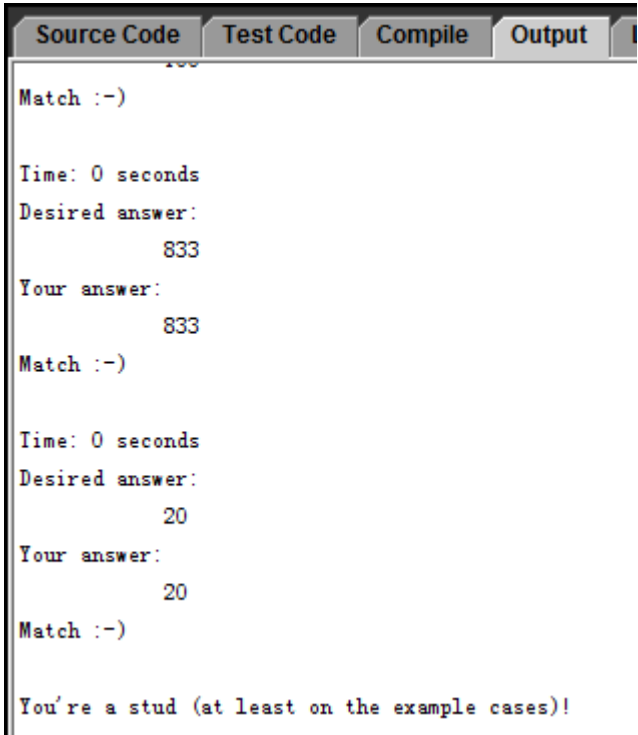 Source Code Test Code Compile Output
Match :-)
Time: 0 seconds
Desired answer:
833
Your answer:
833
Match :-)
Time: 0 seconds
Desired answer:
20
Your answer:
20
Match :-)
You're a stud (at least on the example cases)!